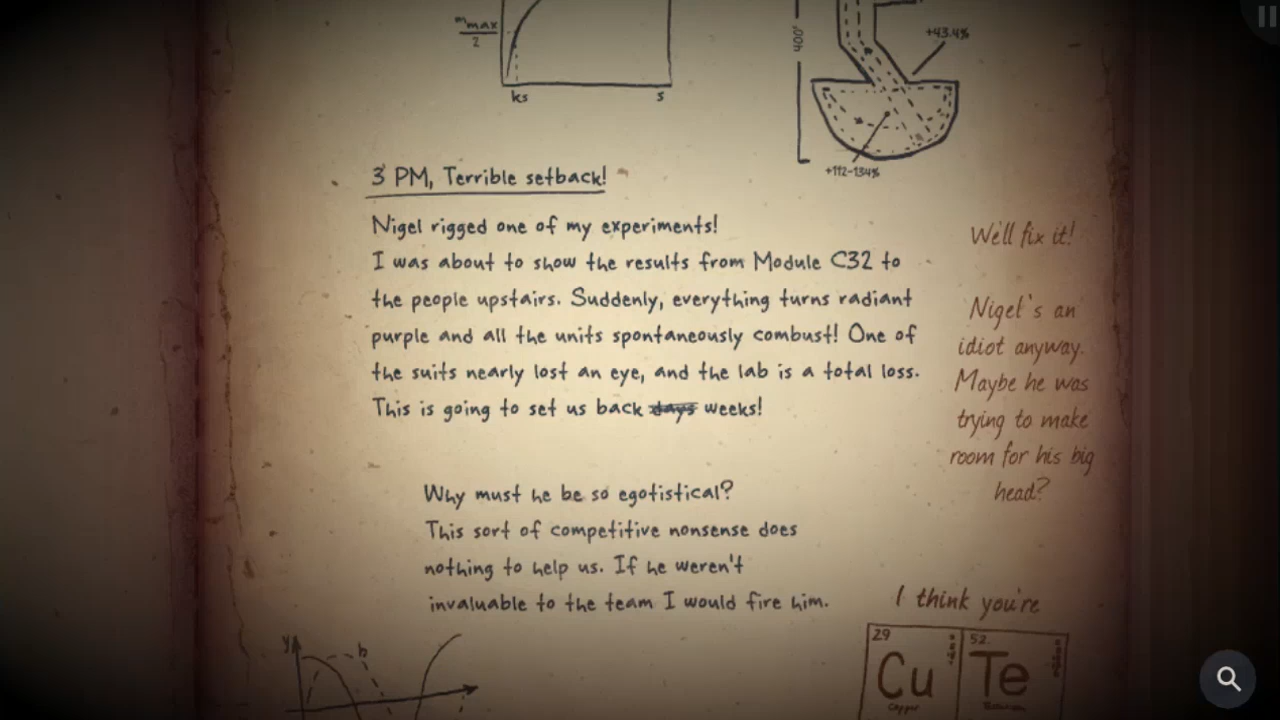 mmax
2
ks
s
400'
+43.4%
+112-134%
3 PM, Terrible setback!
Nigel rigged one of my experiments!
I was about to show the results from Module C32 to
the people upstairs. Suddenly, everything turns radiant
purple and all the units spontaneously combust! One of
the suits nearly lost an eye, and the lab is a total loss.
This is going to set us back days weeks!
We'll fix it!
Nigel's an
idiot anyway.
Maybe he was
trying to make
room for his big
head?
Why must he be so egotistical?
This sort of competitive nonsense does
nothing to help us. If he weren't
invaluable to the team I would fire him.
I think you're
29
Cu
Copper
52
Te
Tellurium
y
b